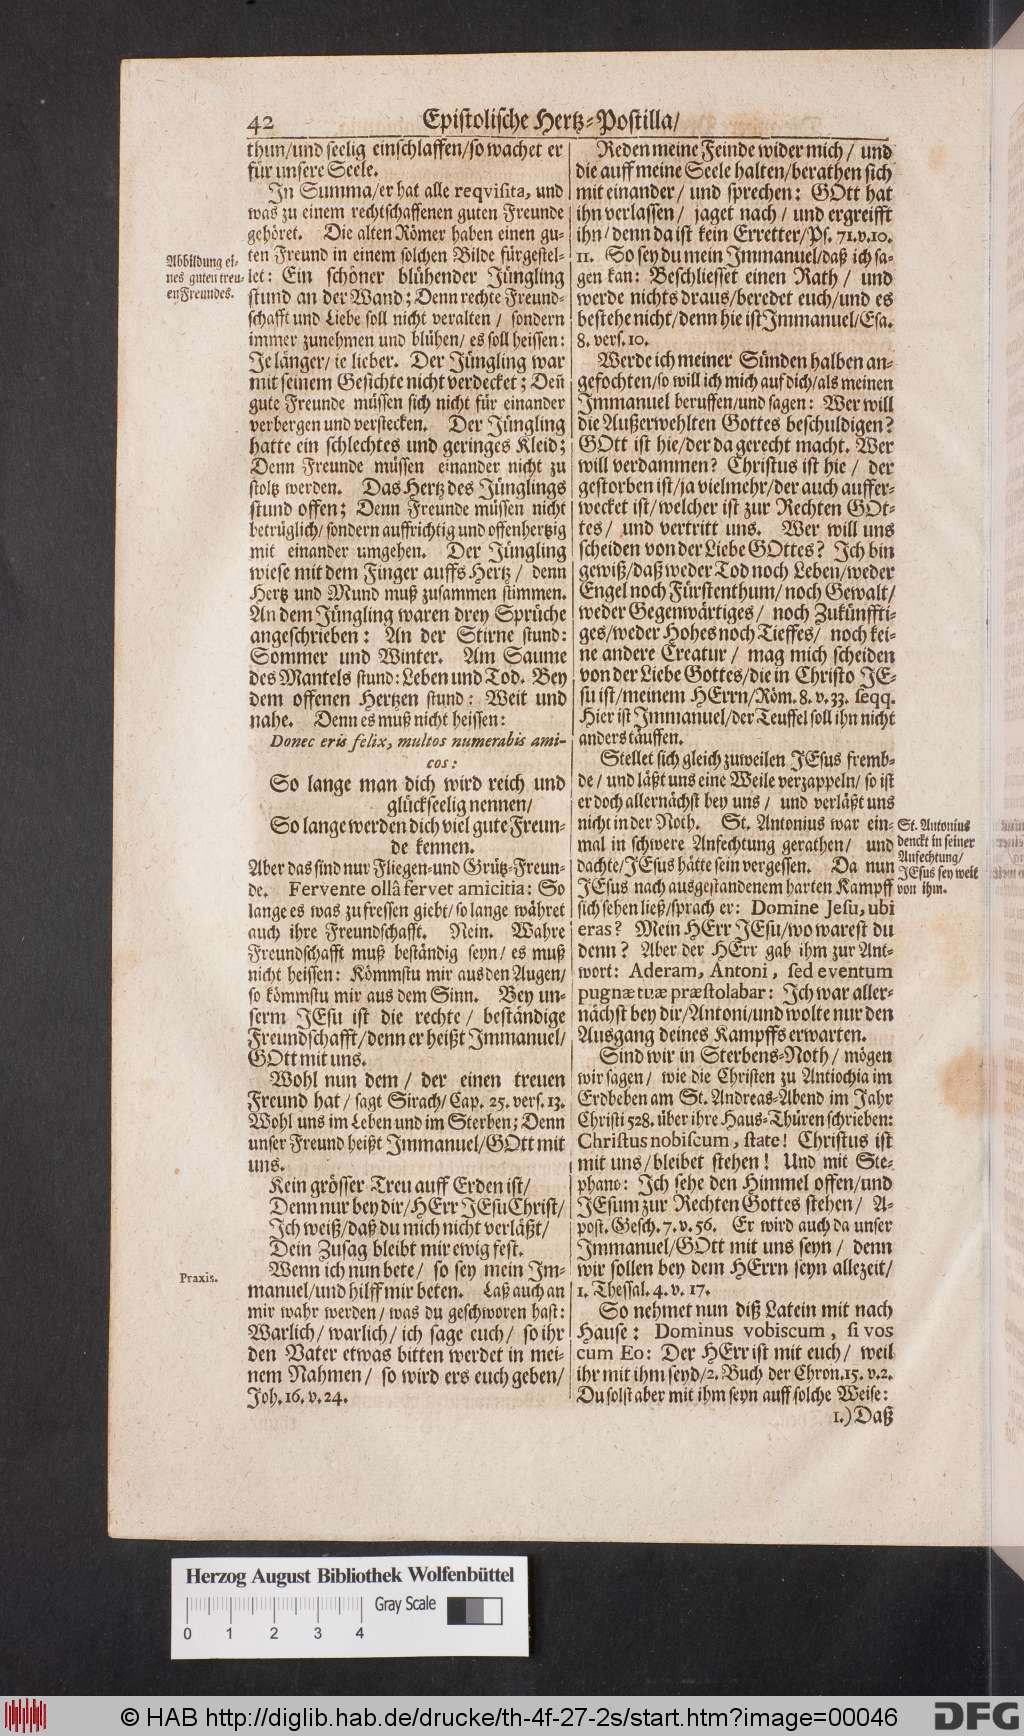 42 Epistolische Hertz-Postilla/
thun/und seelig einschlaffen/so wachet er
für unsere Seele.
In Summa/er hat alle reqvisita, und
was zu einem rechtschaffenen guten Freunde
gehöret. Die alten Römer haben einen gu-
ten Freund in einem solchen Bilde fürgestel-
let: Ein schöner blühender Jüngling
stund an der Wand; Denn rechte Freund-
schafft und Liebe soll nicht veralten/ sondern
immer zunehmen und blühen/ es soll heissen:
Je länger/ ie lieber. Der Jüngling war
mit seinem Gesichte nicht verdecket; Deñ
gute Freunde müssen sich nicht für einander
verbergen und verstecken. Der Jüngling
hatte ein schlechtes und geringes Kleid;
Denn Freunde müssen einander nicht zu
stoltz werden. Das Hertz des Jünglings
stund offen; Denn Freunde müssen nicht
betrüglich/ sondern auffrichtig und offenhertzig
mit einander umgehen. Der Jüngling
wiese mit dem Finger auffs Hertz/ denn
Hertz und Mund muß zusammen stimmen.
An dem Jüngling waren drey Sprüche
angeschrieben: An der Stirne stund:
Sommer und Winter. Am Saume
des Mantels stund: Leben und Tod. Bey
dem offenen Hertzen stund: Weit und
nahe. Denn es muß nicht heissen:
Donec eris felix, multos numerabis ami-
cos:
So lange man dich wird reich und
glückseelig nennen/
So lange werden dich viel gute Freun-
de kennen.
Aber das sind nur Fliegen-und Grütz-Freun-
de. Fervente ollâ fervet amicitia: So
lange es was zu fressen giebt/ so lange währet
auch ihre Freundschafft. Nein. Wahre
Freundschafft muß beständig seyn/ es muß
nicht heissen: Kömmstu mir aus den Augen/
so kömmstu mir aus dem Sinn. Bey un-
serm JEsu ist die rechte/ beständige
Freundschafft/ denn er heißt Immanuel/
GOtt mit uns.
Wohl nun dem/ der einen treuen
Freund hat/ sagt Sirach/ Cap. 25. vers. 13.
Wohl uns im Leben und im Sterben; Denn
unser Freund heißt Immanuel/ GOtt mit
uns.
Kein grösser Treu auff Erden ist/
Denn nur bey dir/ HErr JEsu Christ/
Ich weiß/ daß du mich nicht verläßt/
Dein Zusag bleibt mir ewig fest.
Wenn ich nun bete/ so sey mein Im-
manuel/und hilff mir beten. Laß auch an
mir wahr werden/ was du geschworen hast:
Warlich/ warlich/ ich sage euch/ so ihr
den Vater etwas bitten werdet in mei-
nem Nahmen/ so wird ers euch geben/
Joh. 16. v. 24.
Abbildung ei-
nes guten treu-
en Freundes.
Praxis.
Reden meine Feinde wider mich/ und
die auff meine Seele halten/berathen sich
mit einander/ und sprechen: GOtt hat
ihn verlassen/ jaget nach/ und ergreifft
ihn/ denn da ist kein Erretter/Ps. 71. v. 10.
11. So sey du mein Immanuel/daß ich sa-
gen kan: Beschliesset einen Rath/ und
werde nichts draus/beredet euch/und es
bestehe nicht/denn hie ist Immanuel/Esa.
8. vers. 10.
Werde ich meiner Sünden halben an-
gefochten/so will ich mich auf dich/als meinen
Immanuel beruffen/und sagen: Wer will
die Außerwehlten Gottes beschuldigen?
GOtt ist hie/der da gerecht macht. Wer
will verdammen? Christus ist hie/ der
gestorben ist/ja vielmehr/der auch auffer-
wecket ist/welcher ist zur Rechten GOt-
tes/ und vertritt uns. Wer will uns
scheiden von der Liebe GOttes? Ich bin
gewiß/daß weder Tod noch Leben/weder
Engel noch Fürstenthum/ noch Gewalt/
weder Gegenwärtiges/ noch Zukünffti-
ges/weder Hohes noch Tieffes/ noch kei-
ne andere Creatur/ mag mich scheiden
von der Liebe Gottes/die in Christo JE-
su ist/meinem HErrn/Röm. 8. v. 33. seqq.
Hier ist Immanuel/der Teuffel soll ihn nicht
anders täuffen.
Stellet sich gleich zuweilen JEsus fremb-
de/ und läßt uns eine Weile verzappeln/ so ist
er doch allernächst bey uns/ und verläßt uns
nicht in der Noth. St. Antonius war ein-
mal in schwere Anfechtung gerathen/ und
dachte/JEsus hätte sein vergessen. Da nun
JEsus nach ausgestandenem harten Kampff
sich sehen ließ/sprach er: Domine Jesu, ubi
eras? Mein HErr JEsu/wo warest du
denn? Aber der HErr gab ihm zur Ant-
wort: Aderam, Antoni, sed eventum
pugnæ tuæ præstolabar: Ich war aller-
nächst bey dir/Antoni/und wolte nur den
Ausgang deines Kampffs erwarten.
Sind wir in Sterbens-Noth/ mögen
wir sagen/ wie die Christen zu Antiochia im
Erdbeben am St. Andreas-Abend im Jahr
Christi 528. über ihre Haus-Thüren schrieben:
Christus nobiscum, state! Christus ist
mit uns/bleibet stehen! Und mit Ste-
phano: Ich sehe den Himmel offen/und
JEsum zur Rechten Gottes stehen/ A-
post. Gesch. 7. v. 56. Er wird auch da unser
Immanuel/GOtt mit uns seyn/ denn
wir sollen bey dem HErrn seyn allezeit/
1. Thessal. 4. v. 17.
So nehmet nun diß Latein mit nach
Hause: Dominus vobiscum, si vos
cum Eo: Der HErr ist mit euch/ weil
ihr mit ihm seyd/2. Buch der Chron. 15. v. 2.
Du solst aber mit ihm seyn auff solche Weise:
1.) Daß
St. Antonius
denckt in seiner
Anfechtung/
JEsus sey weit
von ihm.
Herzog August Bibliothek Wolfenbüttel
Gray Scale
0 1 2 3 4
© HAB http://diglib.hab.de/drucke/th-4f-27-2s/start.htm?image=00046
DFG